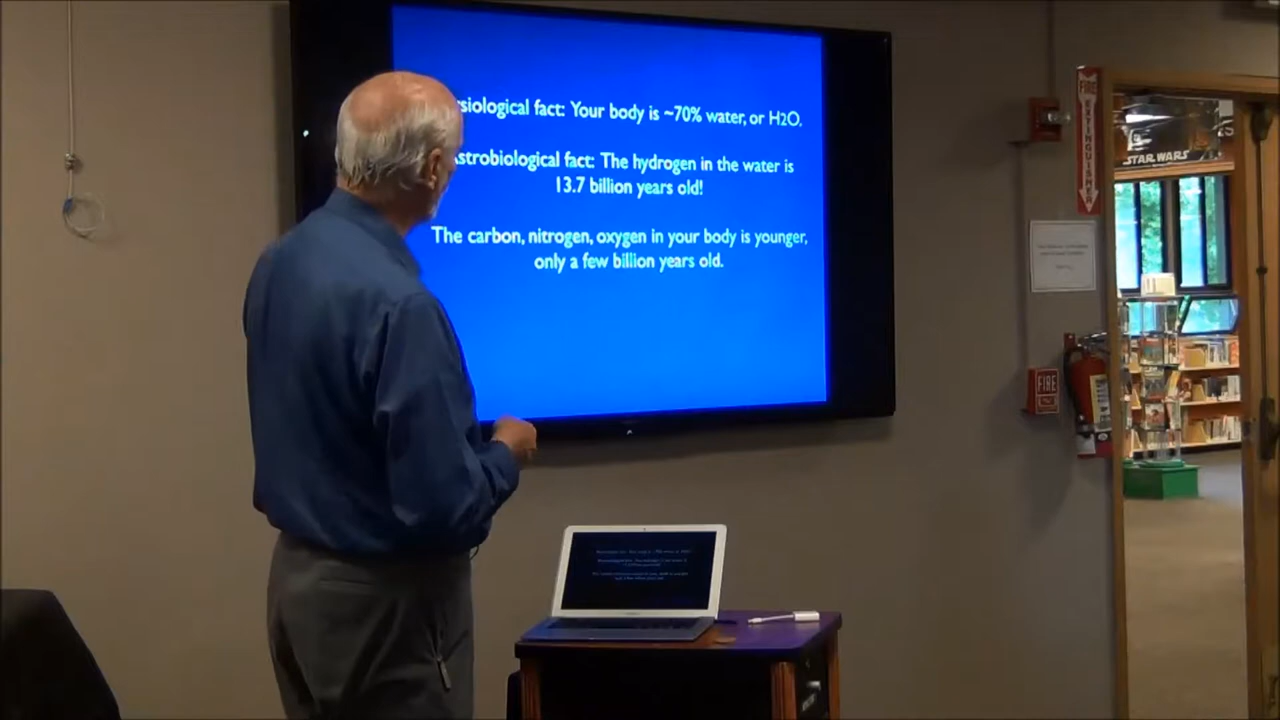 siological fact: Your body is ~70% water, or H2O.
strobiological fact: The hydrogen in the water is
13.7 billion years old!
The carbon, nitrogen, oxygen in your body is younger,
only a few billion years old.
FIRE
EXTINGUISHER
STAR WARS
FIRE